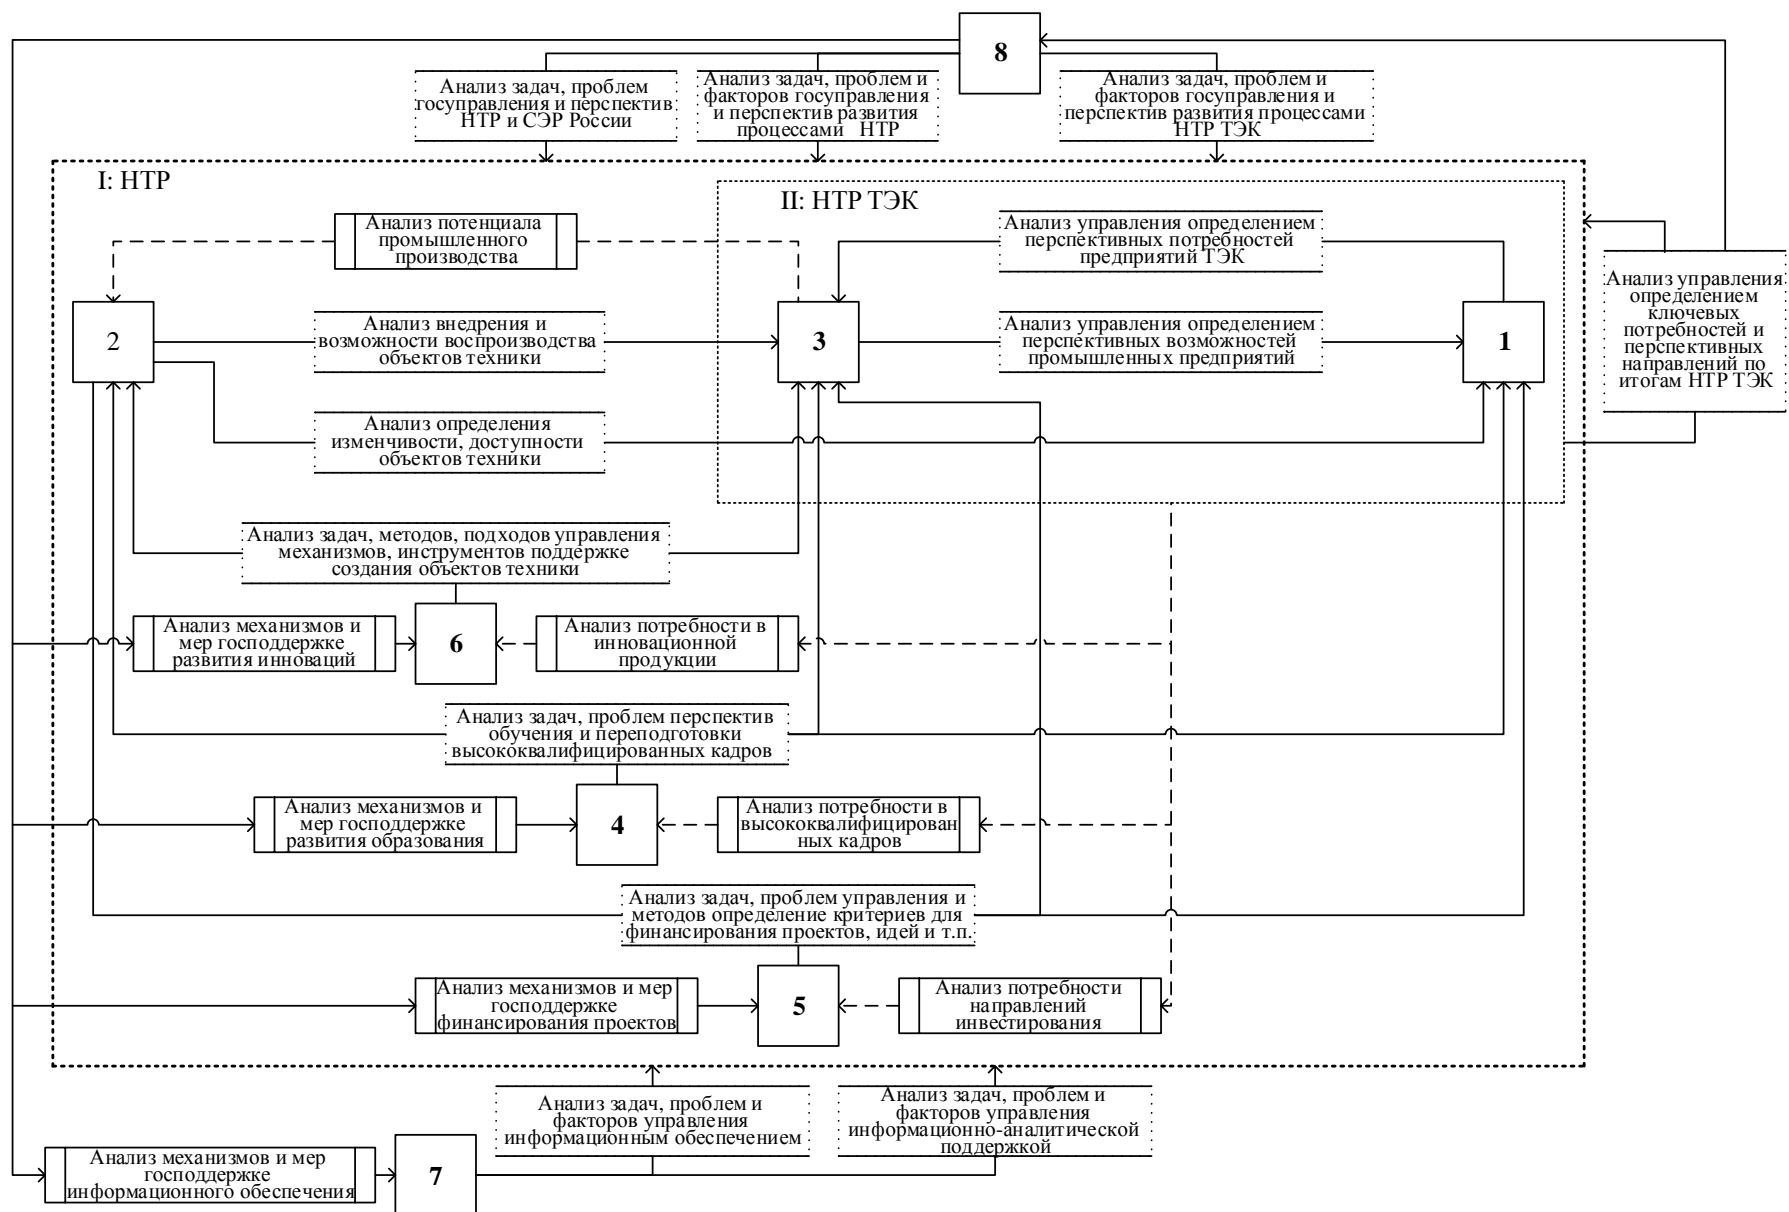 8
Анализ задач, проблем
госуправления и перспектив
НТР и СЭР России
Анализ задач, проблем и
факторов госуправления
и перспектив развития
процессами НТР
Анализ задач, проблем и
факторов госуправления и
перспектив развития процессами
НТР ТЭК
I: НТР
II: НТР ТЭК
Анализ потенциала
промышленного
производства
Анализ управления определением
перспективных потребностей
предприятий ТЭК
Анализ управления
определением
ключевых
потребностей и
перспективных
направлений по
итогам НТР ТЭК
2
Анализ внедрения и
возможности воспроизводства
объектов техники
3
Анализ управления определением
перспективных возможностей
промышленных предприятий
1
Анализ определения
изменчивости, доступности
объектов техники
Анализ задач, методов, подходов управления
механизмов, инструментов поддержке
создания объектов техники
Анализ механизмов и
мер господдержке
развития инноваций
6
Анализ потребности в
инновационной
продукции
Анализ задач, проблем перспектив
обучения и переподготовки
высококвалифицированных кадров
Анализ механизмов и
мер господдержке
развития образования
4
Анализ потребности в
высококвалифицирован
ных кадров
Анализ задач, проблем управления и
методов определение критериев для
финансирования проектов, идей и т.п.
Анализ механизмов и мер
господдержке
финансирования проектов
5
Анализ потребности
направлений
инвестирования
Анализ задач, проблем и
факторов управления
информационным обеспечением
Анализ задач, проблем и
факторов управления
информационно-аналитической
поддержкой
Анализ механизмов и мер
господдержке
информационного обеспечения
7